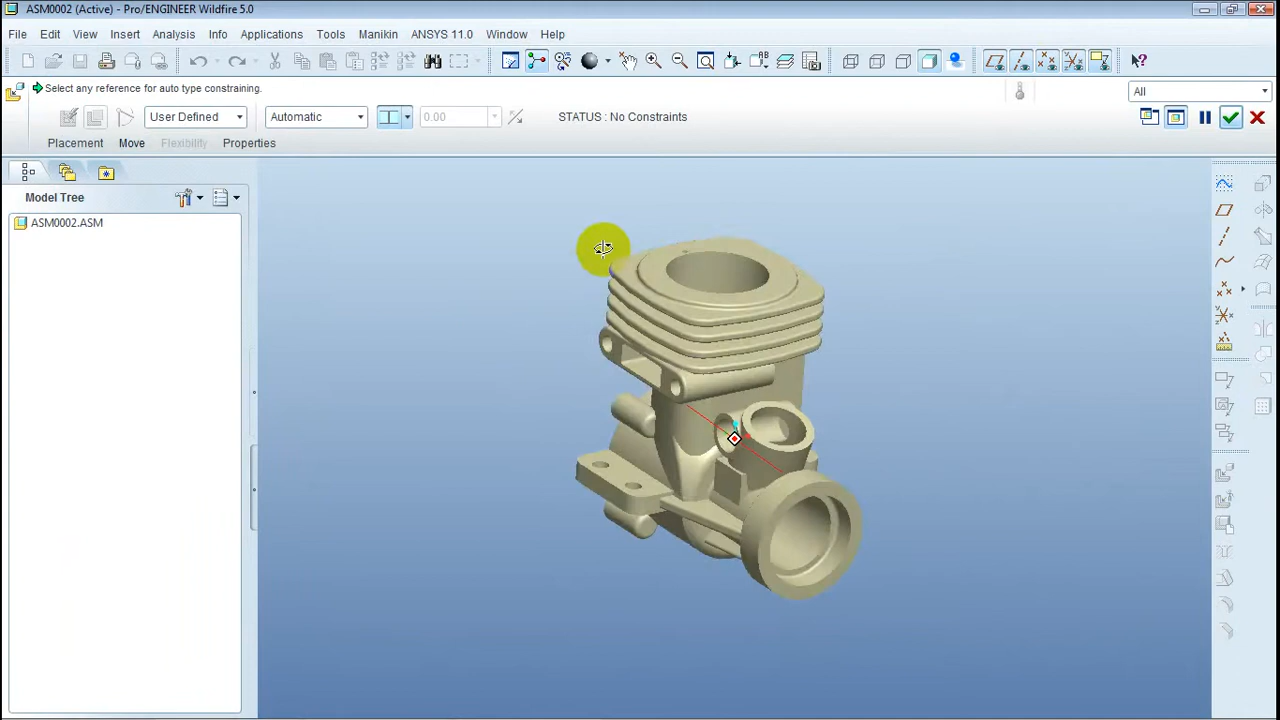 ASM0002 (Active) - Pro/ENGINEER Wildfire 5.0
File Edit View Insert Analysis Info Applications Tools Manikin ANSYS 11.0 Window Help
Select any reference for auto type constraining.
All
User Defined Automatic 0.00 STATUS : No Constraints
Placement Move Flexibility Properties
Model Tree
ASM0002.ASM